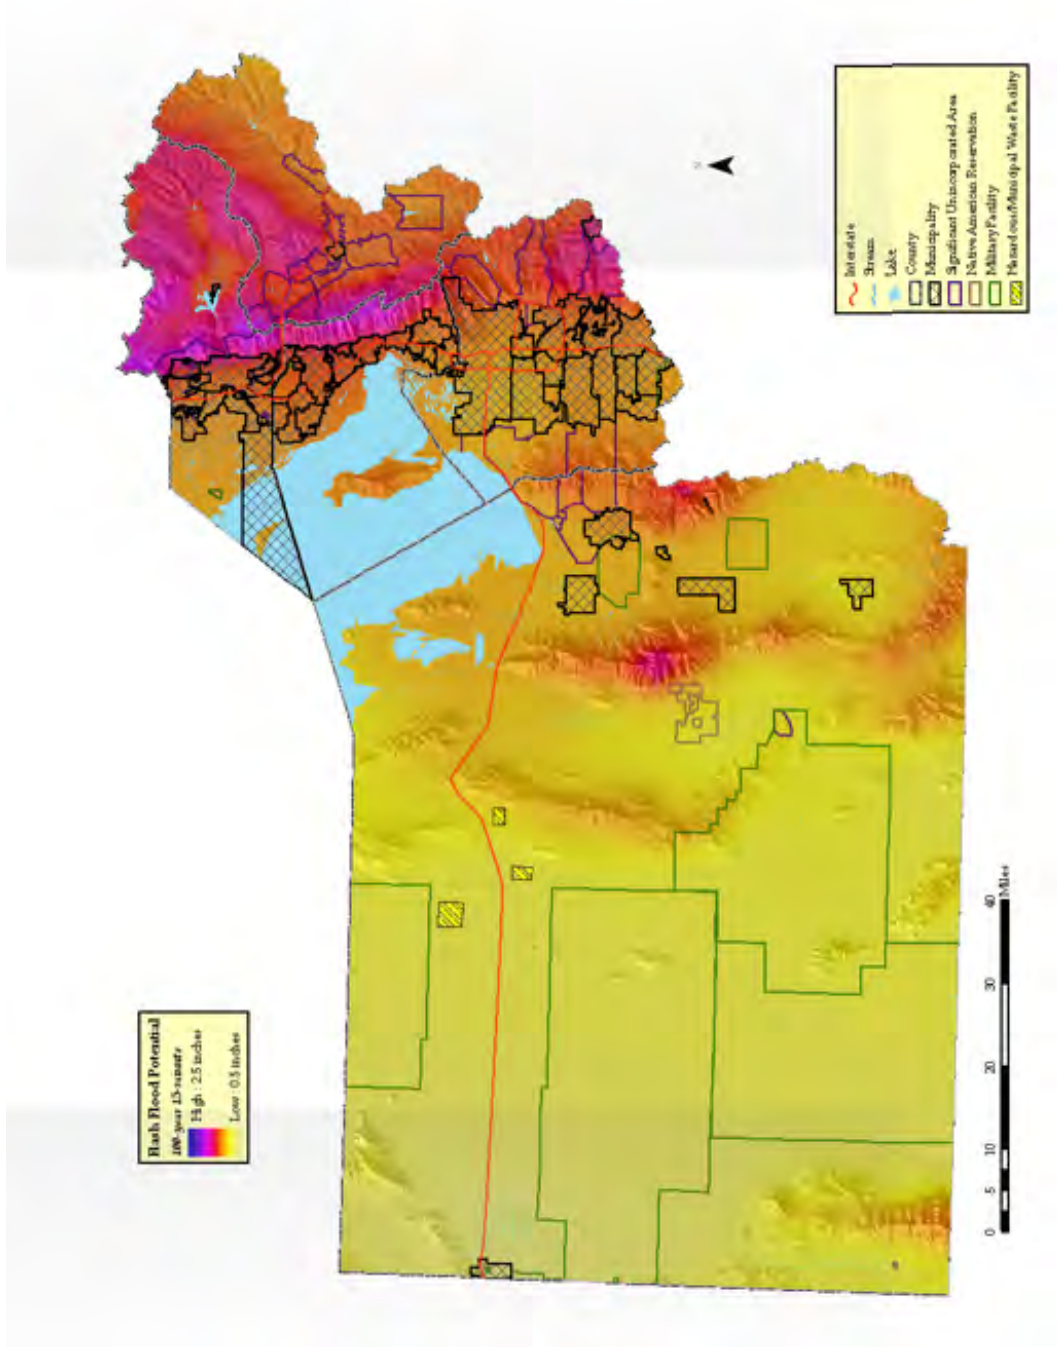 Flash Flood Potential
100-year 15-minute
High : 2.5 inches
Low : 0.5 inches
Interstate
Stream
Lake
County
Municipality
Significant Unincorporated Area
Native American Reservation
Military Facility
Hazardous/Municipal Waste Facility
N
0 5 10 20 30 40
Miles